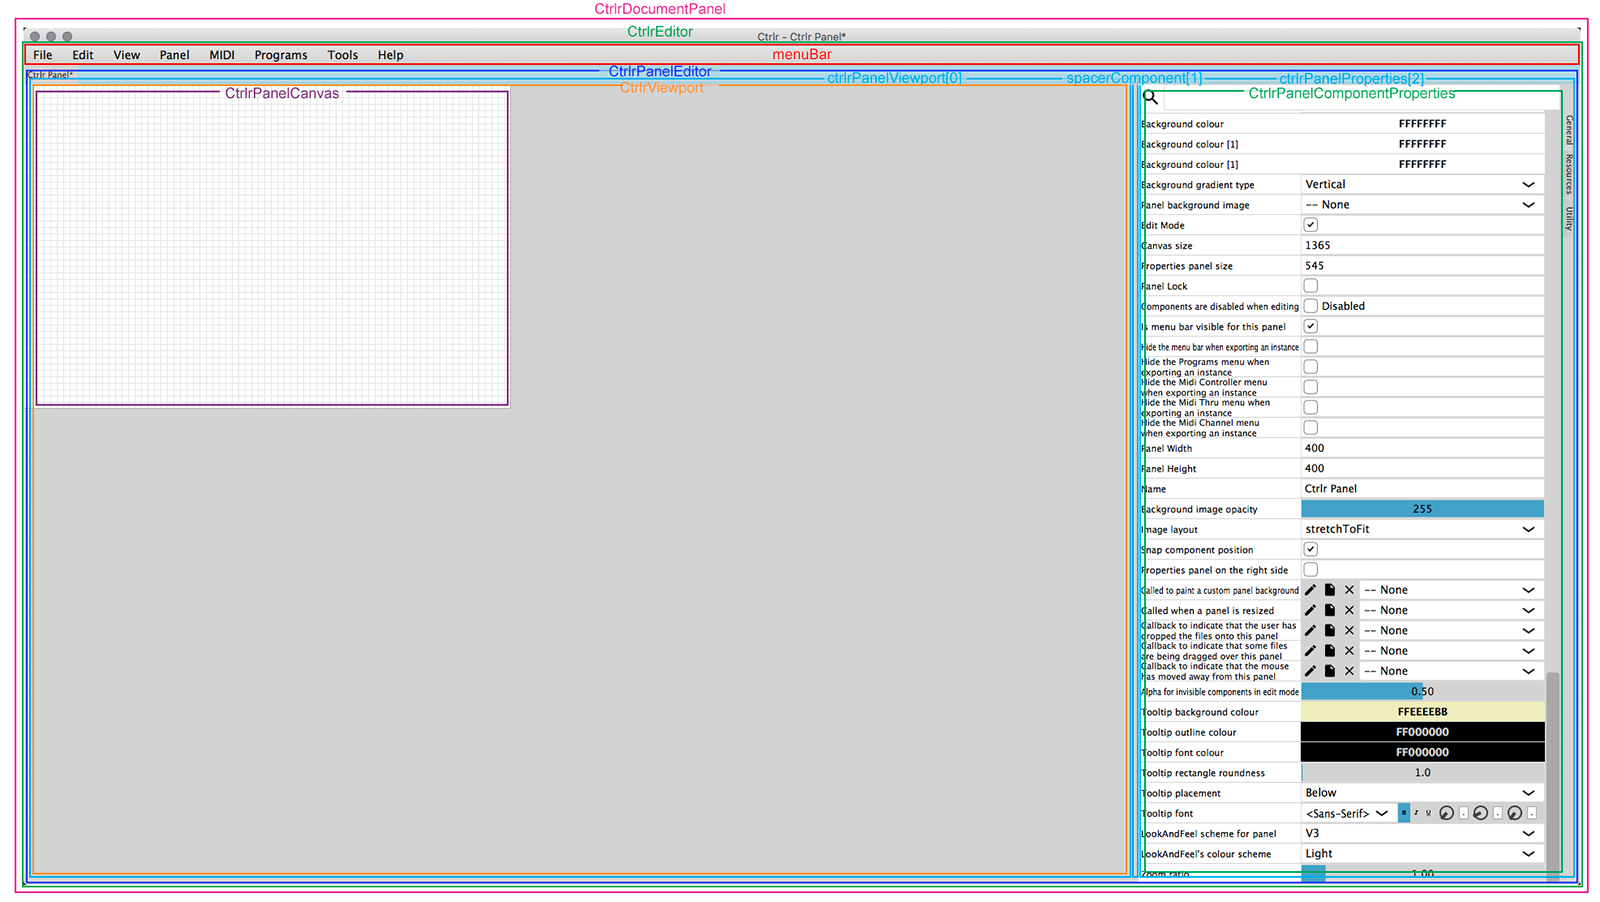 CtrlrDocumentPanel
CtrlrEditor
Ctrlr - Ctrlr Panel*
File Edit View Panel MIDI Programs Tools Help
menuBar
Ctrlr Panel*
CtrlrPanelEditor
ctrlrPanelViewport[0]
spacerComponent[1]
ctrlrPanelProperties[2]
CtrlrViewport
CtrlrPanelCanvas
CtrlrPanelComponentProperties
General
Resources
Utility
Background colour FFFFFFFF
Background colour [1] FFFFFFFF
Background colour [1] FFFFFFFF
Background gradient type Vertical
Panel background image -- None
Edit Mode
Canvas size 1365
Properties panel size 545
Panel Lock
Components are disabled when editing Disabled
Is menu bar visible for this panel
Hide the menu bar when exporting an instance
Hide the Programs menu when
exporting an instance
Hide the Midi Controller menu
when exporting an instance
Hide the Midi Thru menu when
exporting an instance
Hide the Midi Channel menu
when exporting an instance
Panel Width 400
Panel Height 400
Name Ctrlr Panel
Background image opacity 255
Image layout stretchToFit
Snap component position
Properties panel on the right side
Called to paint a custom panel background -- None
Called when a panel is resized -- None
Callback to indicate that the user has
dropped the files onto this panel -- None
Callback to indicate that some files
are being dragged over this panel -- None
Callback to indicate that the mouse
has moved away from this panel -- None
Alpha for invisible components in edit mode 0.50
Tooltip background colour FFEEEEBB
Tooltip outline colour FF000000
Tooltip font colour FF000000
Tooltip rectangle roundness 1.0
Tooltip placement Below
Tooltip font <Sans-Serif> B I U
LookAndFeel scheme for panel V3
LookAndFeel's colour scheme Light
Zoom ratio 1.00